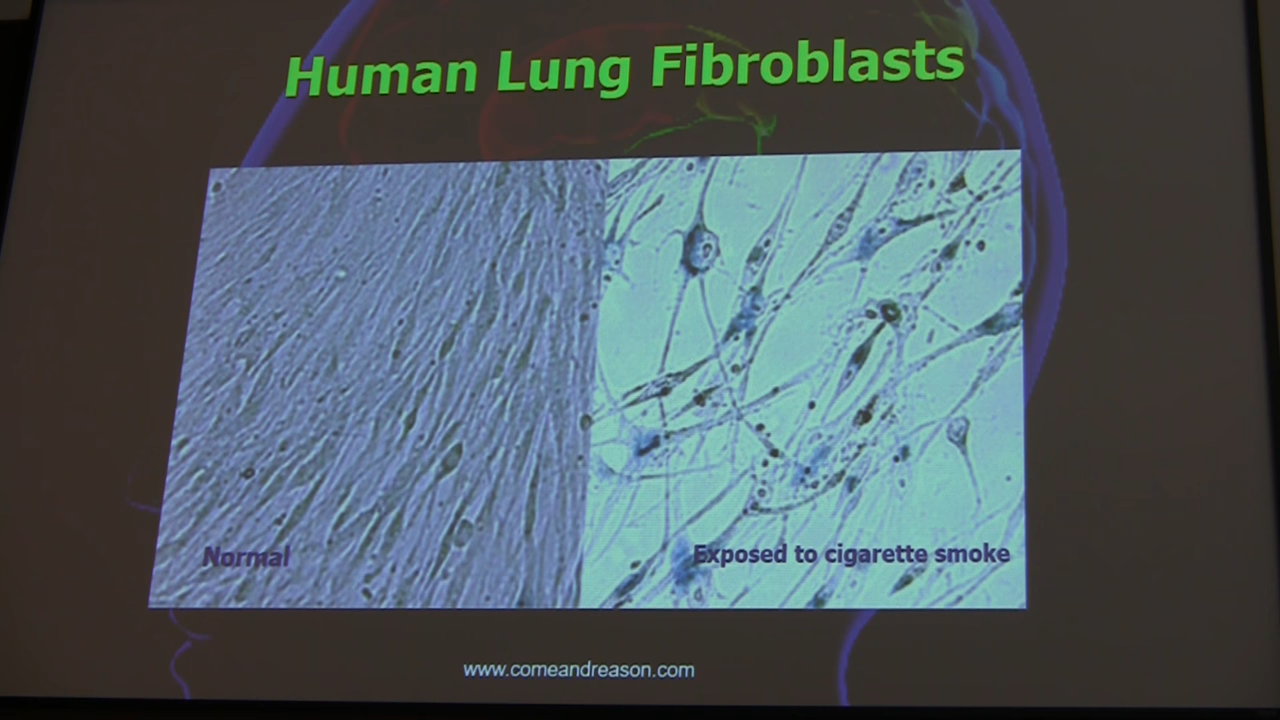 Human Lung Fibroblasts
Normal
Exposed to cigarette smoke
www.comeandreason.com